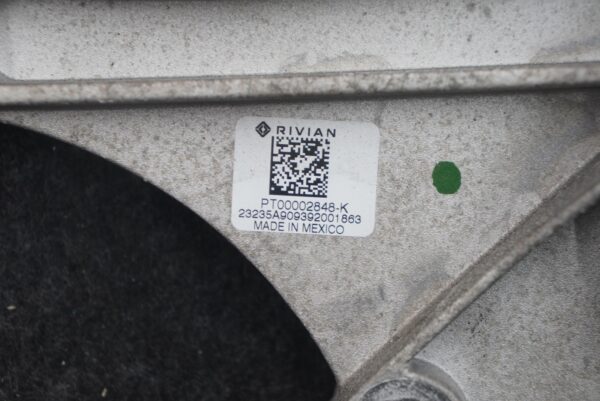 RIVIAN
PT00002848-K
23235A909392001863
MADE IN MEXICO